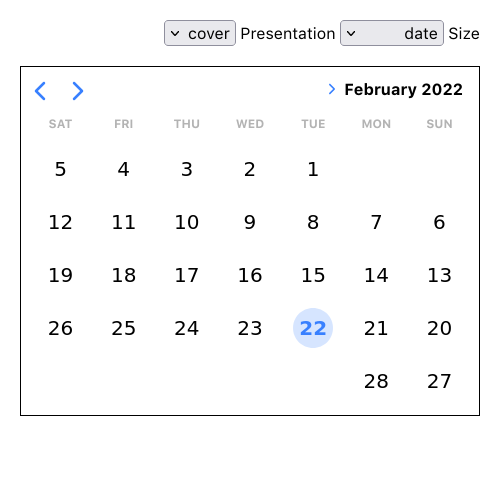 cover Presentation date Size
February 2022
SAT FRI THU WED TUE MON SUN
5 4 3 2 1
12 11 10 9 8 7 6
19 18 17 16 15 14 13
26 25 24 23 22 21 20
28 27